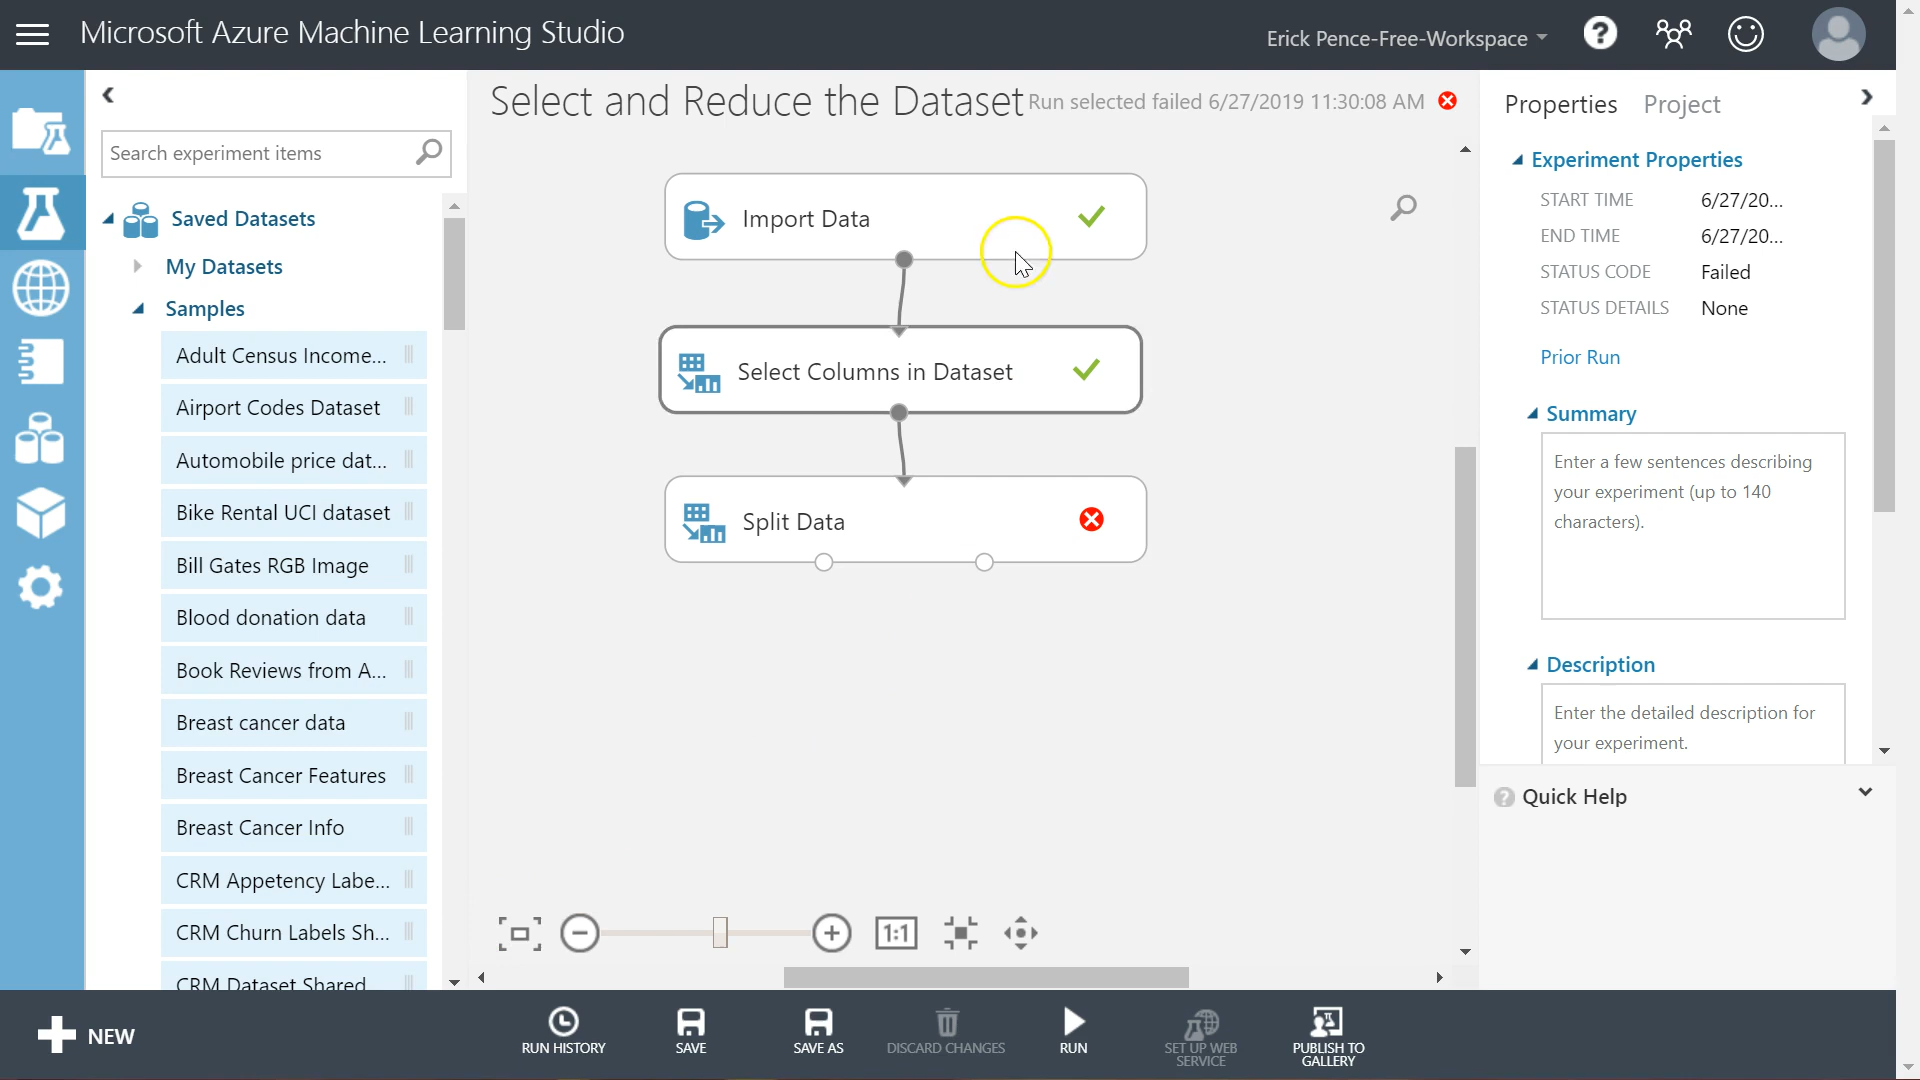 Microsoft Azure Machine Learning Studio
Erick Pence-Free-Workspace
?
Search experiment items
Saved Datasets
My Datasets
Samples
Adult Census Income...
Airport Codes Dataset
Automobile price dat...
Bike Rental UCI dataset
Bill Gates RGB Image
Blood donation data
Book Reviews from A...
Breast cancer data
Breast Cancer Features
Breast Cancer Info
CRM Appetency Labe...
CRM Churn Labels Sh...
CRM Dataset Shared
Select and Reduce the Dataset
Run selected failed 6/27/2019 11:30:08 AM
Import Data
Select Columns in Dataset
Split Data
1:1
Properties Project
Experiment Properties
START TIME 6/27/20...
END TIME 6/27/20...
STATUS CODE Failed
STATUS DETAILS None
Prior Run
Summary
Enter a few sentences describing
your experiment (up to 140
characters).
Description
Enter the detailed description for
your experiment.
? Quick Help
NEW
RUN HISTORY
SAVE
SAVE AS
DISCARD CHANGES
RUN
SET UP WEB
SERVICE
PUBLISH TO
GALLERY